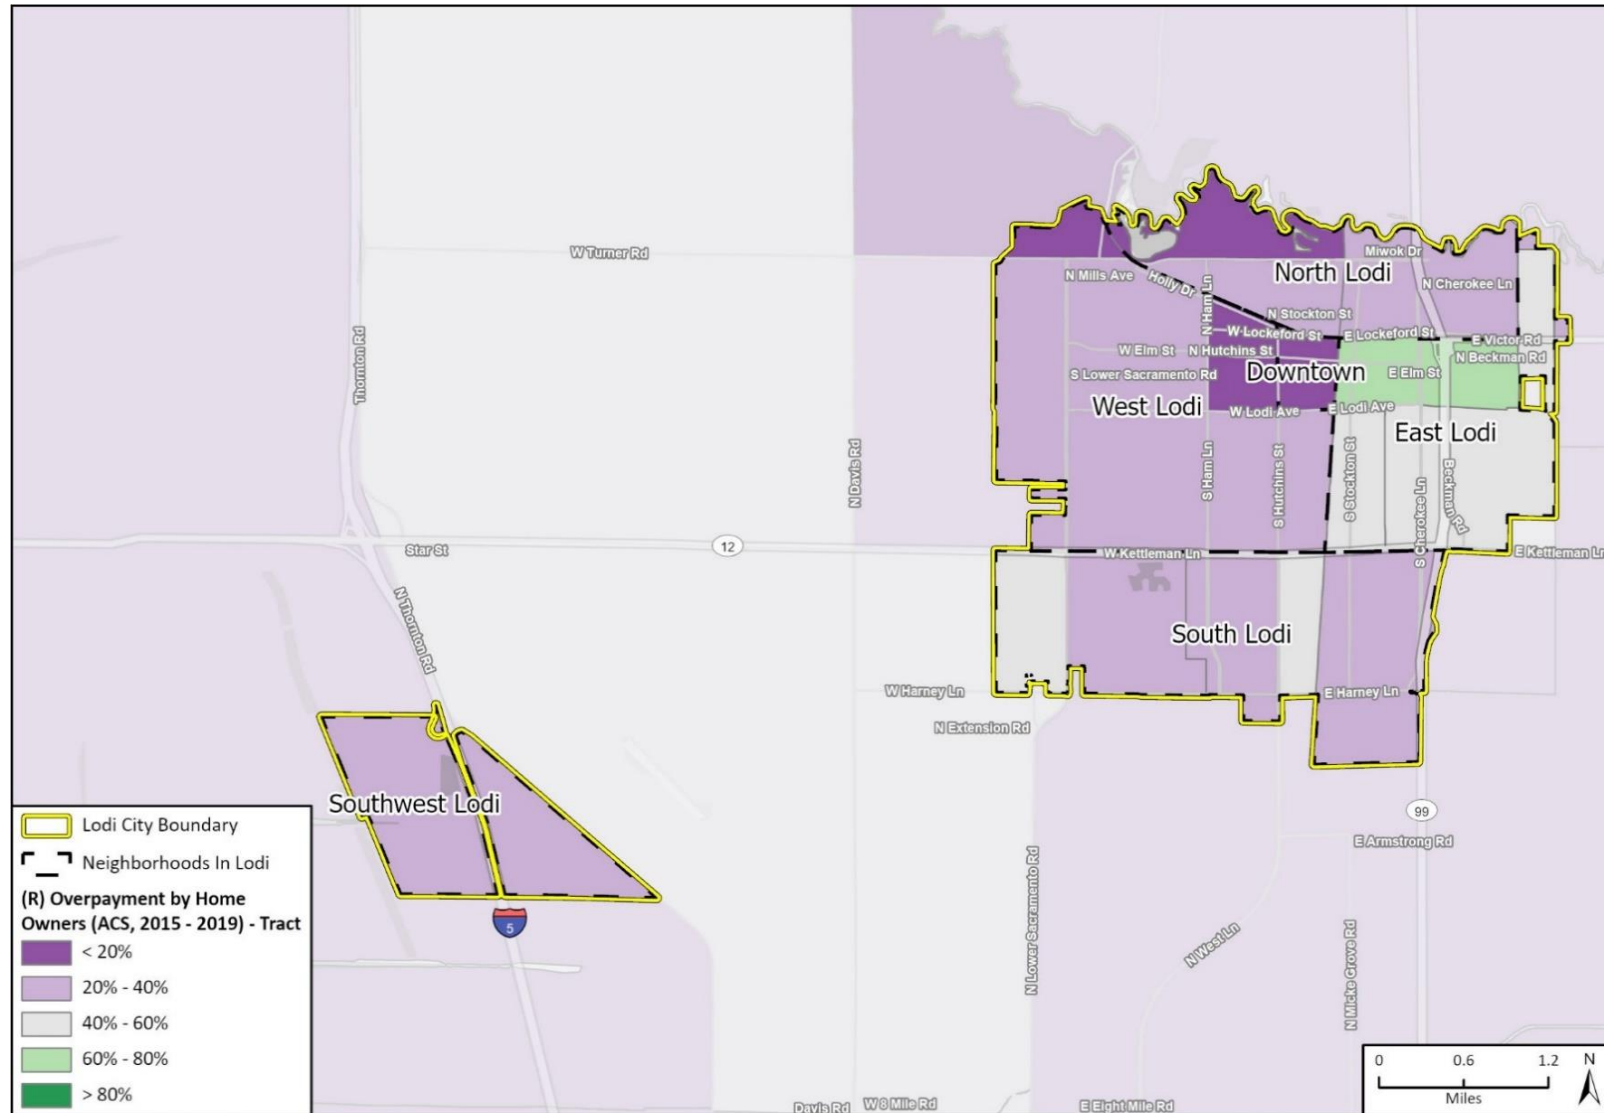 W Turner Rd
Miwok Dr
North Lodi
N Mills Ave
Holly Dr
N Ham Ln
N Cherokee Ln
N Stockton St
W Lockeford St
E Lockeford St
E Victor Rd
W Elm St
N Hutchins St
N Beckman Rd
Thornton Rd
S Lower Sacramento Rd
Downtown
E Elm St
West Lodi
W Lodi Ave
E Lodi Ave
East Lodi
N Davis Rd
S Ham Ln
S Hutchins St
S Stockton St
S Cherokee Ln
Beckman Rd
Star St
12
W Kettleman Ln
E Kettleman Ln
N Thornton Rd
South Lodi
W Harney Ln
E Harney Ln
N Extension Rd
Southwest Lodi
99
E Armstrong Rd
5
N Lower Sacramento Rd
N West Ln
N Micke Grove Rd
Davis Rd
W 8 Mile Rd
E Eight Mile Rd
Lodi City Boundary
Neighborhoods In Lodi
(R) Overpayment by Home
Owners (ACS, 2015 - 2019) - Tract
< 20%
20% - 40%
40% - 60%
60% - 80%
> 80%
0 0.6 1.2
Miles
N